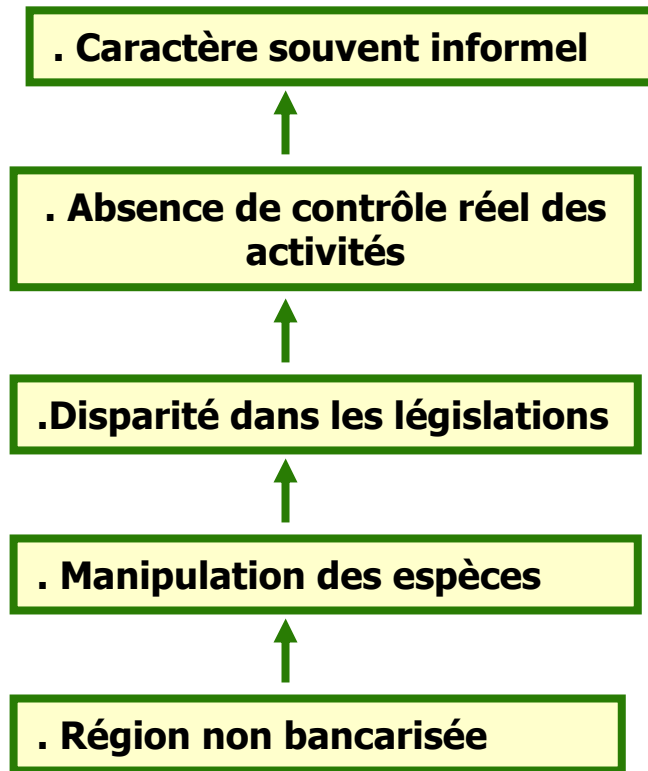 . Caractère souvent informel
. Absence de contrôle réel des
activités
.Disparité dans les législations
. Manipulation des espèces
. Région non bancarisée